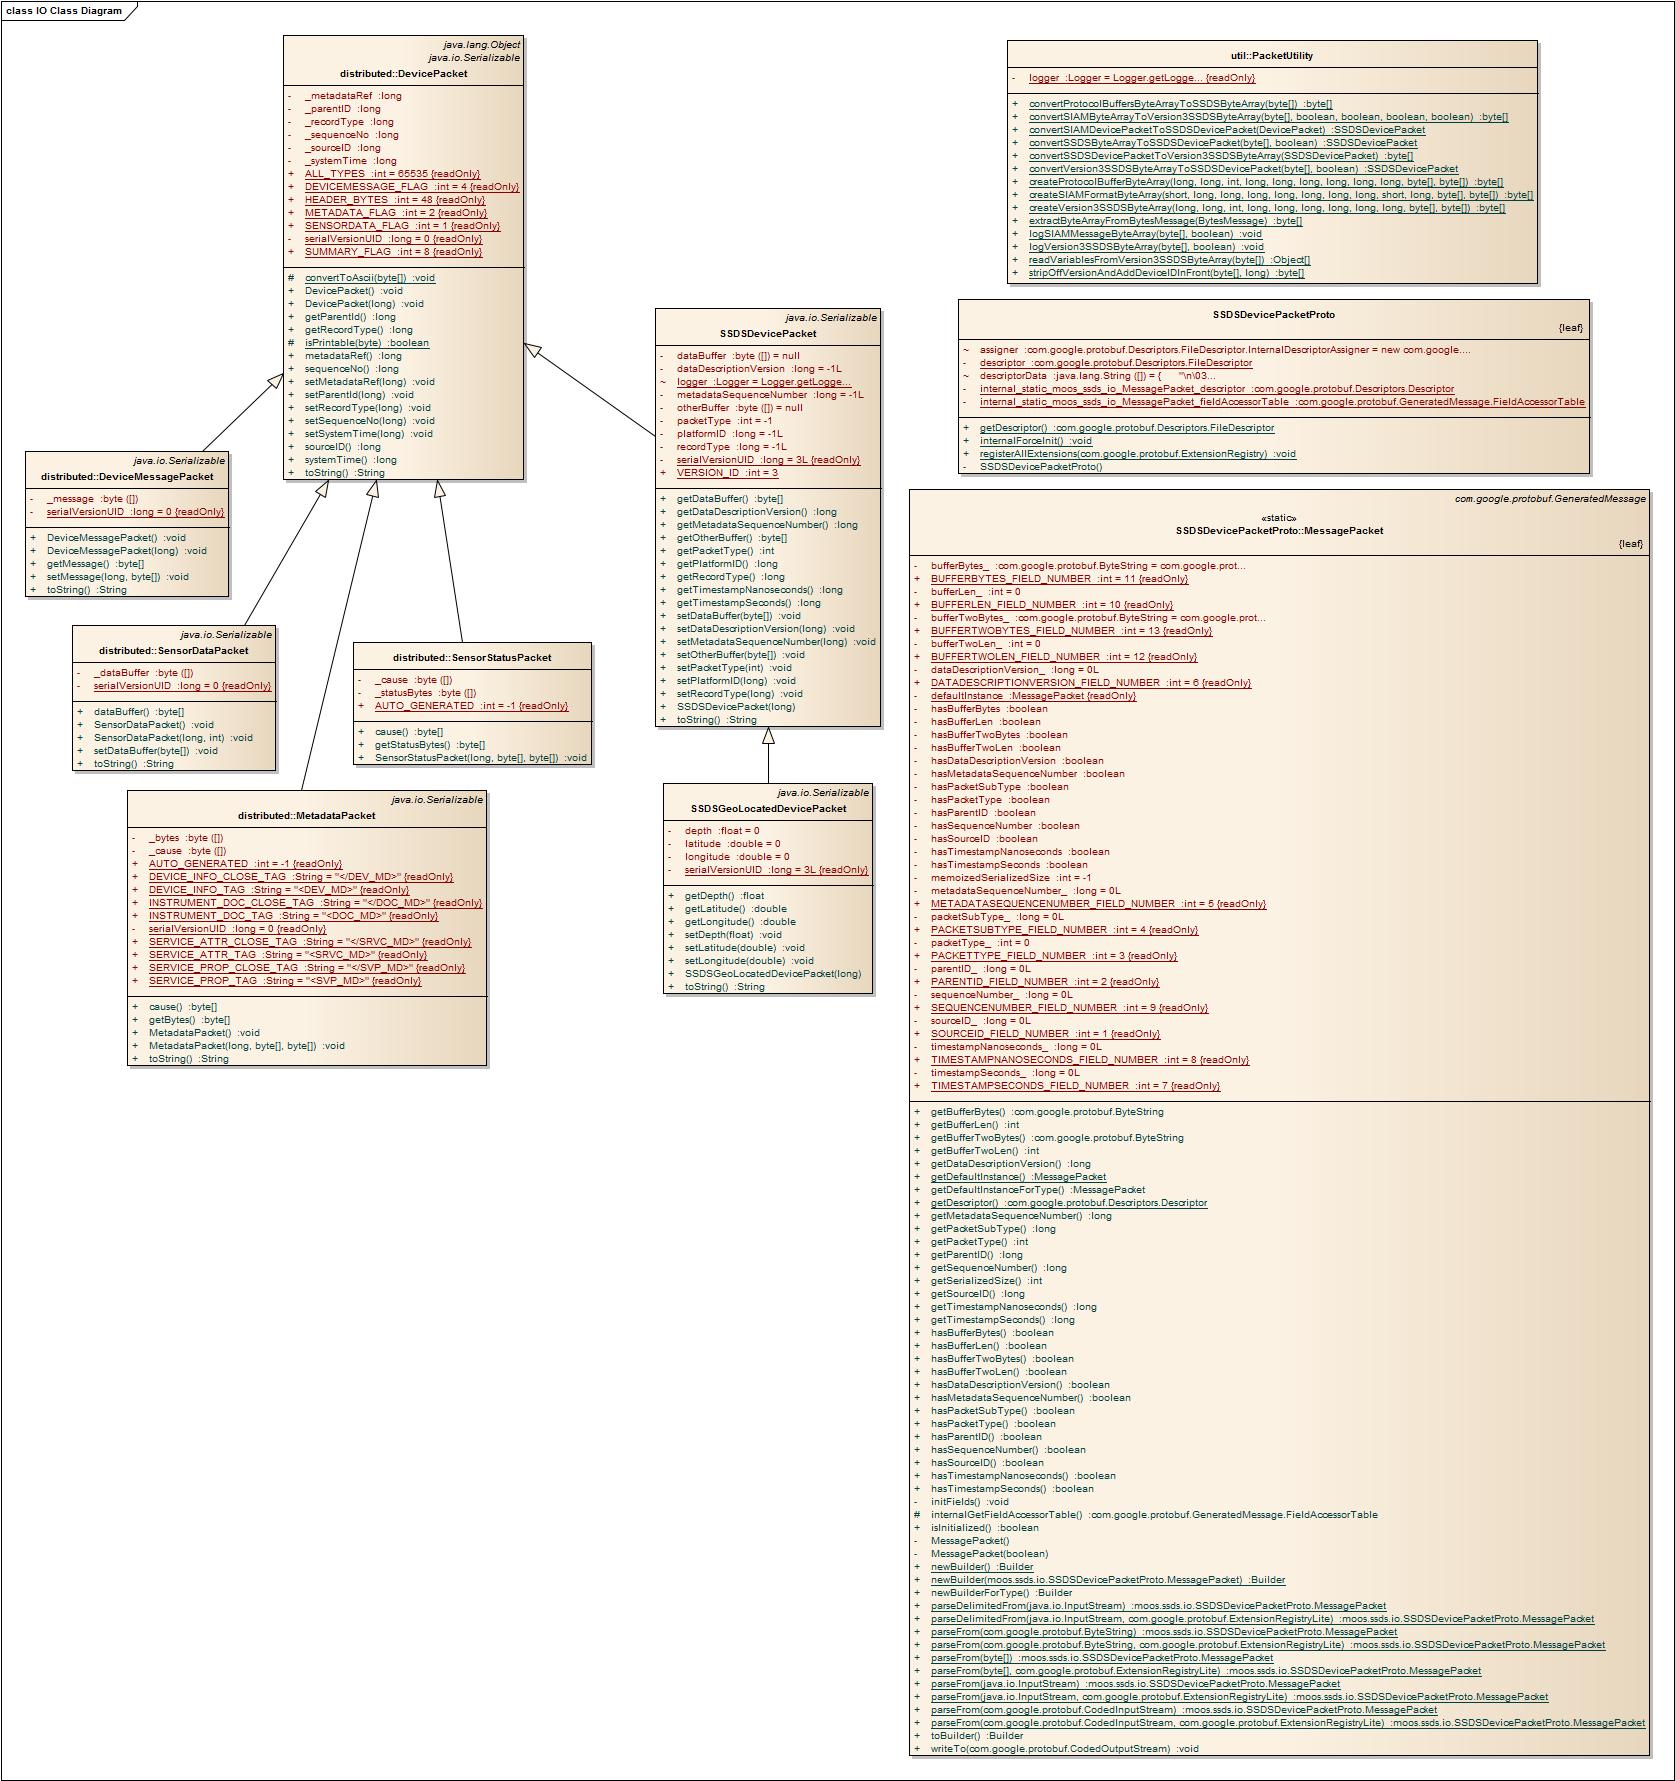 class IO Class Diagram
java.lang.Object
java.io.Serializable
distributed::DevicePacket
- _metadataRef :long
- _parentID :long
- _recordType :long
- _sequenceNo :long
- _sourceID :long
- _systemTime :long
+ ALL_TYPES :int = 65535 {readOnly}
+ DEVICEMESSAGE_FLAG :int = 4 {readOnly}
+ HEADER_BYTES :int = 48 {readOnly}
+ METADATA_FLAG :int = 2 {readOnly}
+ SENSORDATA_FLAG :int = 1 {readOnly}
- serialVersionUID :long = 0 {readOnly}
+ SUMMARY_FLAG :int = 8 {readOnly}
# convertToAscii(byte[]) :void
+ DevicePacket() :void
+ DevicePacket(long) :void
+ getParentId() :long
+ getRecordType() :long
# isPrintable(byte) :boolean
+ metadataRef() :long
+ sequenceNo() :long
+ setMetadataRef(long) :void
+ setParentId(long) :void
+ setRecordType(long) :void
+ setSequenceNo(long) :void
+ setSystemTime(long) :void
+ sourceID() :long
+ systemTime() :long
+ toString() :String
java.io.Serializable
distributed::DeviceMessagePacket
- _message :byte ([])
- serialVersionUID :long = 0 {readOnly}
+ DeviceMessagePacket() :void
+ DeviceMessagePacket(long) :void
+ getMessage() :byte[]
+ setMessage(long, byte[]) :void
+ toString() :String
java.io.Serializable
distributed::SensorDataPacket
- _dataBuffer :byte ([])
- serialVersionUID :long = 0 {readOnly}
+ dataBuffer() :byte[]
+ SensorDataPacket() :void
+ SensorDataPacket(long, int) :void
+ setDataBuffer(byte[]) :void
+ toString() :String
distributed::SensorStatusPacket
- _cause :byte ([])
- _statusBytes :byte ([])
+ AUTO_GENERATED :int = -1 {readOnly}
+ cause() :byte[]
+ getStatusBytes() :byte[]
+ SensorStatusPacket(long, byte[], byte[]) :void
java.io.Serializable
distributed::MetadataPacket
- _bytes :byte ([])
- _cause :byte ([])
+ AUTO_GENERATED :int = -1 {readOnly}
+ DEVICE_INFO_CLOSE_TAG :String = "</DEV_MD>" {readOnly}
+ DEVICE_INFO_TAG :String = "<DEV_MD>" {readOnly}
+ INSTRUMENT_DOC_CLOSE_TAG :String = "</DOC_MD>" {readOnly}
+ INSTRUMENT_DOC_TAG :String = "<DOC_MD>" {readOnly}
- serialVersionUID :long = 0 {readOnly}
+ SERVICE_ATTR_CLOSE_TAG :String = "</SRVC_MD>" {readOnly}
+ SERVICE_ATTR_TAG :String = "<SRVC_MD>" {readOnly}
+ SERVICE_PROP_CLOSE_TAG :String = "</SVP_MD>" {readOnly}
+ SERVICE_PROP_TAG :String = "<SVP_MD>" {readOnly}
+ cause() :byte[]
+ getBytes() :byte[]
+ MetadataPacket() :void
+ MetadataPacket(long, byte[], byte[]) :void
+ toString() :String
java.io.Serializable
SSDSDevicePacket
- dataBuffer :byte ([]) = null
- dataDescriptionVersion :long = -1L
~ logger :Logger = Logger.getLogge...
- metadataSequenceNumber :long = -1L
- otherBuffer :byte ([]) = null
- packetType :int = -1
- platformID :long = -1L
- recordType :long = -1L
- serialVersionUID :long = 3L {readOnly}
+ VERSION_ID :int = 3
+ getDataBuffer() :byte[]
+ getDataDescriptionVersion() :long
+ getMetadataSequenceNumber() :long
+ getOtherBuffer() :byte[]
+ getPacketType() :int
+ getPlatformID() :long
+ getRecordType() :long
+ getTimestampNanoseconds() :long
+ getTimestampSeconds() :long
+ setDataBuffer(byte[]) :void
+ setDataDescriptionVersion(long) :void
+ setMetadataSequenceNumber(long) :void
+ setOtherBuffer(byte[]) :void
+ setPacketType(int) :void
+ setPlatformID(long) :void
+ setRecordType(long) :void
+ SSDSDevicePacket(long)
+ toString() :String
java.io.Serializable
SSDSGeoLocatedDevicePacket
- depth :float = 0
- latitude :double = 0
- longitude :double = 0
- serialVersionUID :long = 3L {readOnly}
+ getDepth() :float
+ getLatitude() :double
+ getLongitude() :double
+ setDepth(float) :void
+ setLatitude(double) :void
+ setLongitude(double) :void
+ SSDSGeoLocatedDevicePacket(long)
+ toString() :String
util::PacketUtility
- logger :Logger = Logger.getLogge... {readOnly}
+ convertProtocolBuffersByteArrayToSSDSByteArray(byte[]) :byte[]
+ convertSIAMByteArrayToVersion3SSDSByteArray(byte[], boolean, boolean, boolean, boolean) :byte[]
+ convertSIAMDevicePacketToSSDSDevicePacket(DevicePacket) :SSDSDevicePacket
+ convertSSDSByteArrayToSSDSDevicePacket(byte[], boolean) :SSDSDevicePacket
+ convertSSDSDevicePacketToVersion3SSDSByteArray(SSDSDevicePacket) :byte[]
+ convertVersion3SSDSByteArrayToSSDSDevicePacket(byte[], boolean) :SSDSDevicePacket
+ createProtocolBufferByteArray(long, long, int, long, long, long, long, long, long, byte[], byte[]) :byte[]
+ createSIAMFormatByteArray(short, long, long, long, long, long, long, long, short, long, byte[], byte[]) :byte[]
+ createVersion3SSDSByteArray(long, long, int, long, long, long, long, long, long, byte[], byte[]) :byte[]
+ extractByteArrayFromBytesMessage(BytesMessage) :byte[]
+ logSIAMMessageByteArray(byte[], boolean) :void
+ logVersion3SSDSByteArray(byte[], boolean) :void
+ readVariablesFromVersion3SSDSByteArray(byte[]) :Object[]
+ stripOffVersionAndAddDeviceIDInFront(byte[], long) :byte[]
SSDSDevicePacketProto
{leaf}
~ assigner :com.google.protobuf.Descriptors.FileDescriptor.InternalDescriptorAssigner = new com.google....
- descriptor :com.google.protobuf.Descriptors.FileDescriptor
~ descriptorData :java.lang.String ([]) = { "\n\03...
- internal_static_moos_ssds_io_MessagePacket_descriptor :com.google.protobuf.Descriptors.Descriptor
- internal_static_moos_ssds_io_MessagePacket_fieldAccessorTable :com.google.protobuf.GeneratedMessage.FieldAccessorTable
+ getDescriptor() :com.google.protobuf.Descriptors.FileDescriptor
+ internalForceInit() :void
+ registerAllExtensions(com.google.protobuf.ExtensionRegistry) :void
- SSDSDevicePacketProto()
com.google.protobuf.GeneratedMessage
«static»
SSDSDevicePacketProto::MessagePacket
{leaf}
- bufferBytes_ :com.google.protobuf.ByteString = com.google.prot...
+ BUFFERBYTES_FIELD_NUMBER :int = 11 {readOnly}
- bufferLen_ :int = 0
+ BUFFERLEN_FIELD_NUMBER :int = 10 {readOnly}
- bufferTwoBytes_ :com.google.protobuf.ByteString = com.google.prot...
+ BUFFERTWOBYTES_FIELD_NUMBER :int = 13 {readOnly}
- bufferTwoLen_ :int = 0
+ BUFFERTWOLEN_FIELD_NUMBER :int = 12 {readOnly}
- dataDescriptionVersion_ :long = 0L
+ DATADESCRIPTIONVERSION_FIELD_NUMBER :int = 6 {readOnly}
- defaultInstance :MessagePacket {readOnly}
- hasBufferBytes :boolean
- hasBufferLen :boolean
- hasBufferTwoBytes :boolean
- hasBufferTwoLen :boolean
- hasDataDescriptionVersion :boolean
- hasMetadataSequenceNumber :boolean
- hasPacketSubType :boolean
- hasPacketType :boolean
- hasParentID :boolean
- hasSequenceNumber :boolean
- hasSourceID :boolean
- hasTimestampNanoseconds :boolean
- hasTimestampSeconds :boolean
- memoizedSerializedSize :int = -1
- metadataSequenceNumber_ :long = 0L
+ METADATASEQUENCENUMBER_FIELD_NUMBER :int = 5 {readOnly}
- packetSubType_ :long = 0L
+ PACKETSUBTYPE_FIELD_NUMBER :int = 4 {readOnly}
- packetType_ :int = 0
+ PACKETTYPE_FIELD_NUMBER :int = 3 {readOnly}
- parentID_ :long = 0L
+ PARENTID_FIELD_NUMBER :int = 2 {readOnly}
- sequenceNumber_ :long = 0L
+ SEQUENCENUMBER_FIELD_NUMBER :int = 9 {readOnly}
- sourceID_ :long = 0L
+ SOURCEID_FIELD_NUMBER :int = 1 {readOnly}
- timestampNanoseconds_ :long = 0L
+ TIMESTAMPNANOSECONDS_FIELD_NUMBER :int = 8 {readOnly}
- timestampSeconds_ :long = 0L
+ TIMESTAMPSECONDS_FIELD_NUMBER :int = 7 {readOnly}
+ getBufferBytes() :com.google.protobuf.ByteString
+ getBufferLen() :int
+ getBufferTwoBytes() :com.google.protobuf.ByteString
+ getBufferTwoLen() :int
+ getDataDescriptionVersion() :long
+ getDefaultInstance() :MessagePacket
+ getDefaultInstanceForType() :MessagePacket
+ getDescriptor() :com.google.protobuf.Descriptors.Descriptor
+ getMetadataSequenceNumber() :long
+ getPacketSubType() :long
+ getPacketType() :int
+ getParentID() :long
+ getSequenceNumber() :long
+ getSerializedSize() :int
+ getSourceID() :long
+ getTimestampNanoseconds() :long
+ getTimestampSeconds() :long
+ hasBufferBytes() :boolean
+ hasBufferLen() :boolean
+ hasBufferTwoBytes() :boolean
+ hasBufferTwoLen() :boolean
+ hasDataDescriptionVersion() :boolean
+ hasMetadataSequenceNumber() :boolean
+ hasPacketSubType() :boolean
+ hasPacketType() :boolean
+ hasParentID() :boolean
+ hasSequenceNumber() :boolean
+ hasSourceID() :boolean
+ hasTimestampNanoseconds() :boolean
+ hasTimestampSeconds() :boolean
- initFields() :void
# internalGetFieldAccessorTable() :com.google.protobuf.GeneratedMessage.FieldAccessorTable
+ isInitialized() :boolean
- MessagePacket()
- MessagePacket(boolean)
+ newBuilder() :Builder
+ newBuilder(moos.ssds.io.SSDSDevicePacketProto.MessagePacket) :Builder
+ newBuilderForType() :Builder
+ parseDelimitedFrom(java.io.InputStream) :moos.ssds.io.SSDSDevicePacketProto.MessagePacket
+ parseDelimitedFrom(java.io.InputStream, com.google.protobuf.ExtensionRegistryLite) :moos.ssds.io.SSDSDevicePacketProto.MessagePacket
+ parseFrom(com.google.protobuf.ByteString) :moos.ssds.io.SSDSDevicePacketProto.MessagePacket
+ parseFrom(com.google.protobuf.ByteString, com.google.protobuf.ExtensionRegistryLite) :moos.ssds.io.SSDSDevicePacketProto.MessagePacket
+ parseFrom(byte[]) :moos.ssds.io.SSDSDevicePacketProto.MessagePacket
+ parseFrom(byte[], com.google.protobuf.ExtensionRegistryLite) :moos.ssds.io.SSDSDevicePacketProto.MessagePacket
+ parseFrom(java.io.InputStream) :moos.ssds.io.SSDSDevicePacketProto.MessagePacket
+ parseFrom(java.io.InputStream, com.google.protobuf.ExtensionRegistryLite) :moos.ssds.io.SSDSDevicePacketProto.MessagePacket
+ parseFrom(com.google.protobuf.CodedInputStream) :moos.ssds.io.SSDSDevicePacketProto.MessagePacket
+ parseFrom(com.google.protobuf.CodedInputStream, com.google.protobuf.ExtensionRegistryLite) :moos.ssds.io.SSDSDevicePacketProto.MessagePacket
+ toBuilder() :Builder
+ writeTo(com.google.protobuf.CodedOutputStream) :void